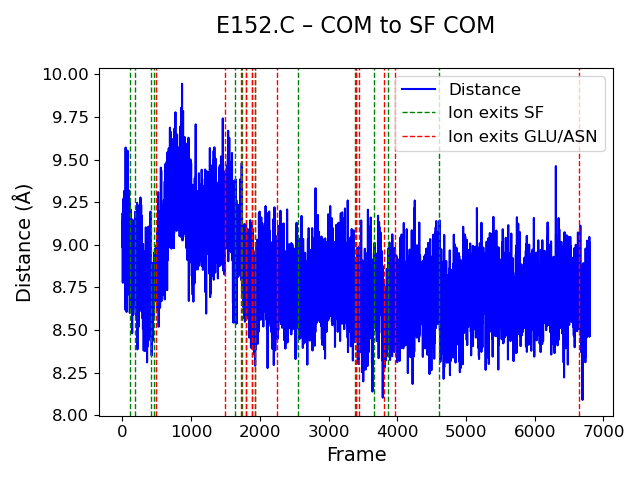 E152.C – COM to SF COM
Distance (Å)
10.00
9.75
9.50
9.25
9.00
8.75
8.50
8.25
8.00
Distance
Ion exits SF
Ion exits GLU/ASN
0 1000 2000 3000 4000 5000 6000 7000
Frame